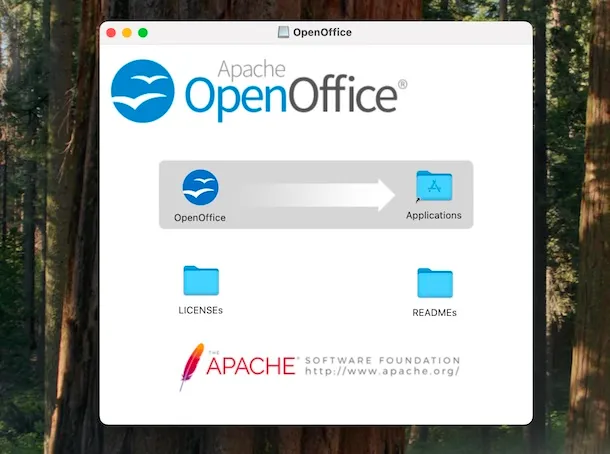 OpenOffice
Apache
OpenOffice®
OpenOffice
Applications
LICENSEs
READMEs
THE
APACHE® SOFTWARE FOUNDATION
http://www.apache.org/